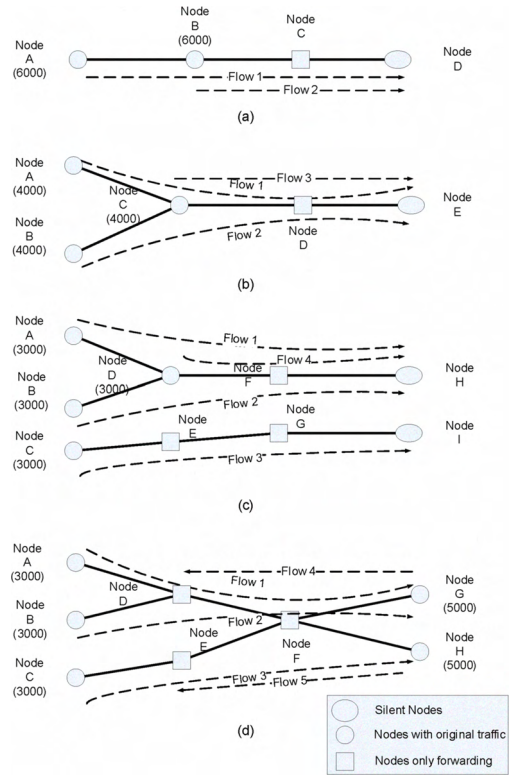 Node
A
(6000)
Node
B
(6000)
Node
C
Node
D
Flow 1
Flow 2
(a)
Node
A
(4000)
Node
C
(4000)
Node
B
(4000)
Flow 3
Flow 1
Flow 2
Node
D
Node
E
(b)
Node
A
(3000)
Node
D
(3000)
Node
B
(3000)
Node
C
(3000)
Flow 1
Flow 4
Node
F
Flow 2
Node
E
Node
G
Flow 3
Node
H
Node
I
(c)
Node
A
(3000)
Node
D
Node
B
(3000)
Node
C
(3000)
Flow 4
Flow 1
Flow 2
Node
E
Node
F
Flow 3
Flow 5
Node
G
(5000)
Node
H
(5000)
(d)
Silent Nodes
Nodes with original traffic
Nodes only forwarding